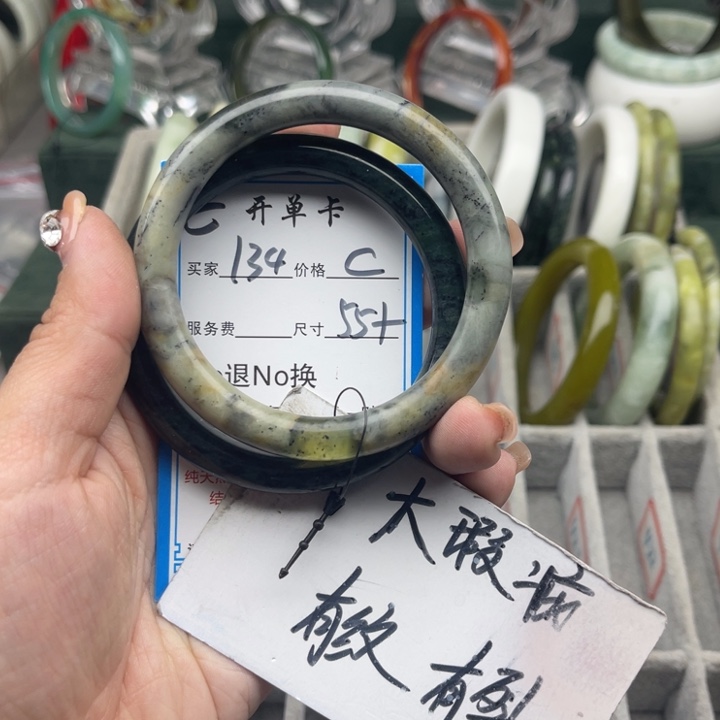 C 开单卡
买家 134 价格 C
服务费 尺寸 55+
退No换
大瑕疵
有纹 有裂